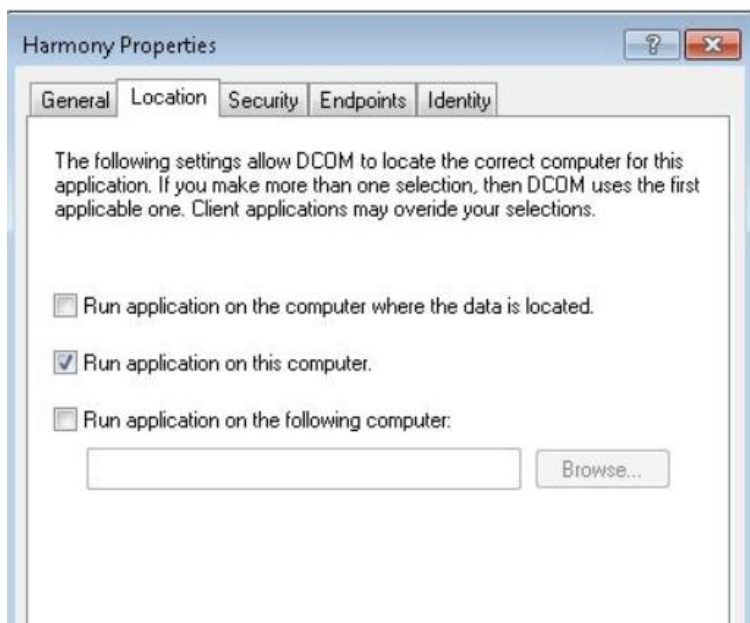 Harmony Properties
?
General Location Security Endpoints Identity
The following settings allow DCOM to locate the correct computer for this
application. If you make more than one selection, then DCOM uses the first
applicable one. Client applications may overide your selections.
Run application on the computer where the data is located.
Run application on this computer.
Run application on the following computer:
Browse...